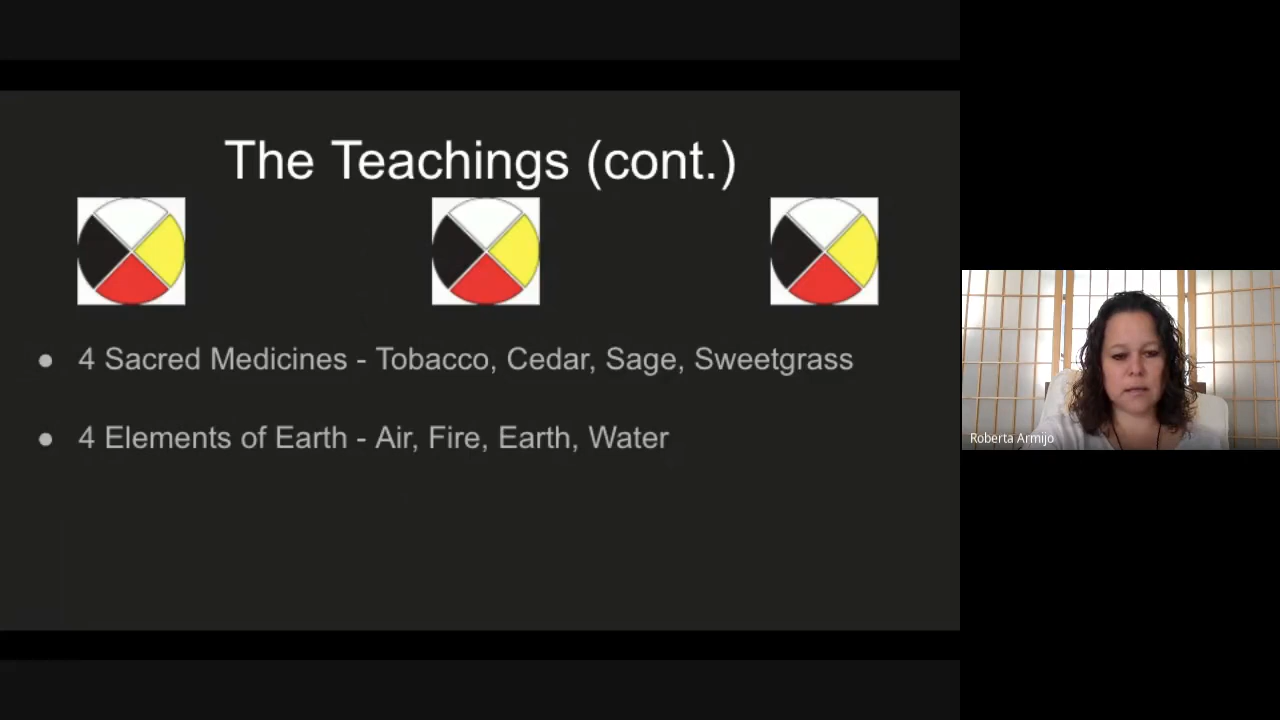 The Teachings (cont.)
● 4 Sacred Medicines - Tobacco, Cedar, Sage, Sweetgrass
● 4 Elements of Earth - Air, Fire, Earth, Water
Roberta Armijo